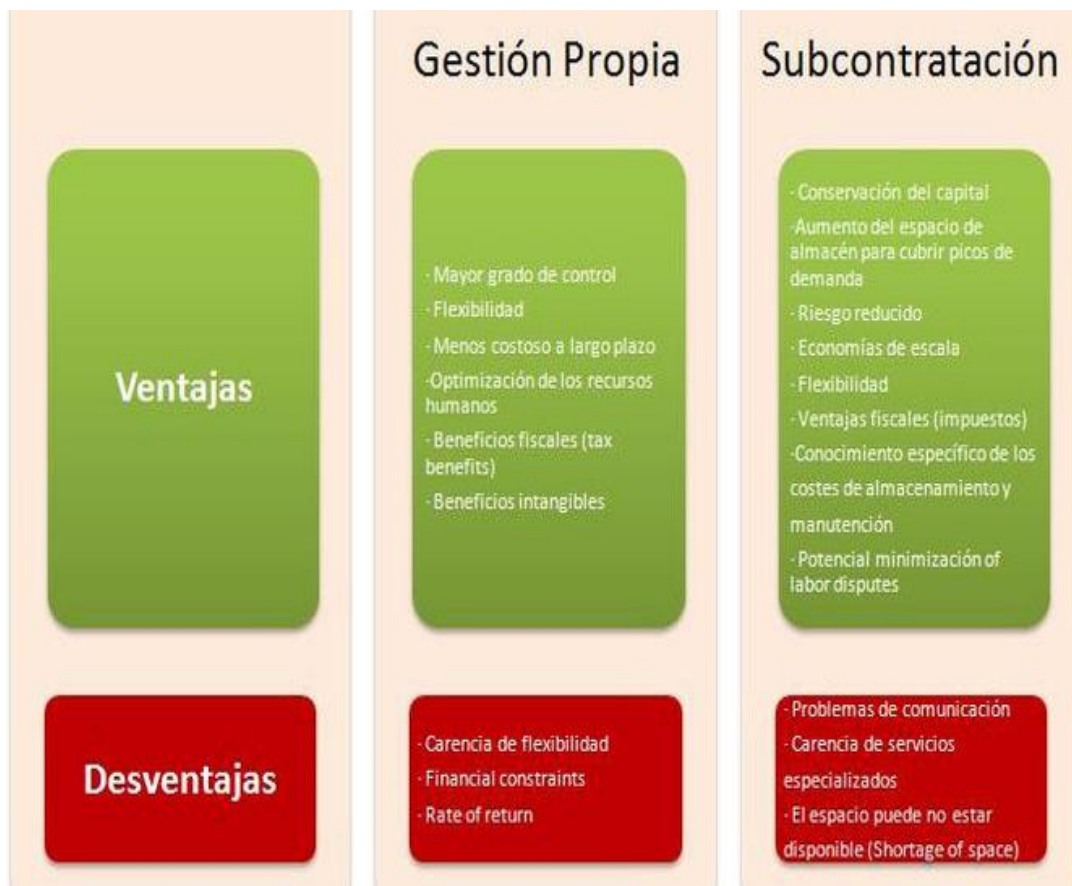 Gestión Propia
Subcontratación
Ventajas
· Mayor grado de control
· Flexibilidad
· Menos costoso a largo plazo
·Optimización de los recursos
humanos
· Beneficios fiscales (tax
benefits)
· Beneficios intangibles
· Conservación del capital
·Aumento del espacio de
almacén para cubrir picos de
demanda
· Riesgo reducido
· Economías de escala
· Flexibilidad
· Ventajas fiscales (impuestos)
·Conocimiento específico de los
costes de almacenamiento y
manutención
· Potencial minimización of
labor disputes
Desventajas
· Carencia de flexibilidad
· Financial constraints
· Rate of return
· Problemas de comunicación
· Carencia de servicios
especializados
· El espacio puede no estar
disponible (Shortage of space)